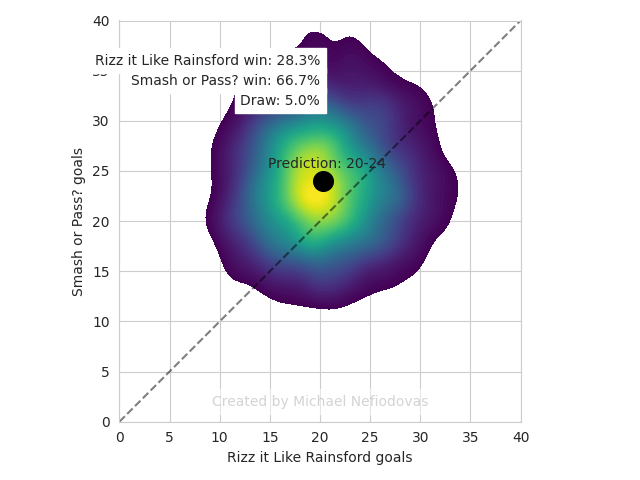 40
Rizz it Like Rainsford win: 28.3%
Smash or Pass? win: 66.7%
Draw: 5.0%
30
Prediction: 20-24
25
20
15
10
5
0
Smash or Pass? goals
Created by Michael Nefiodovas
0 5 10 15 20 25 30 35 40
Rizz it Like Rainsford goals